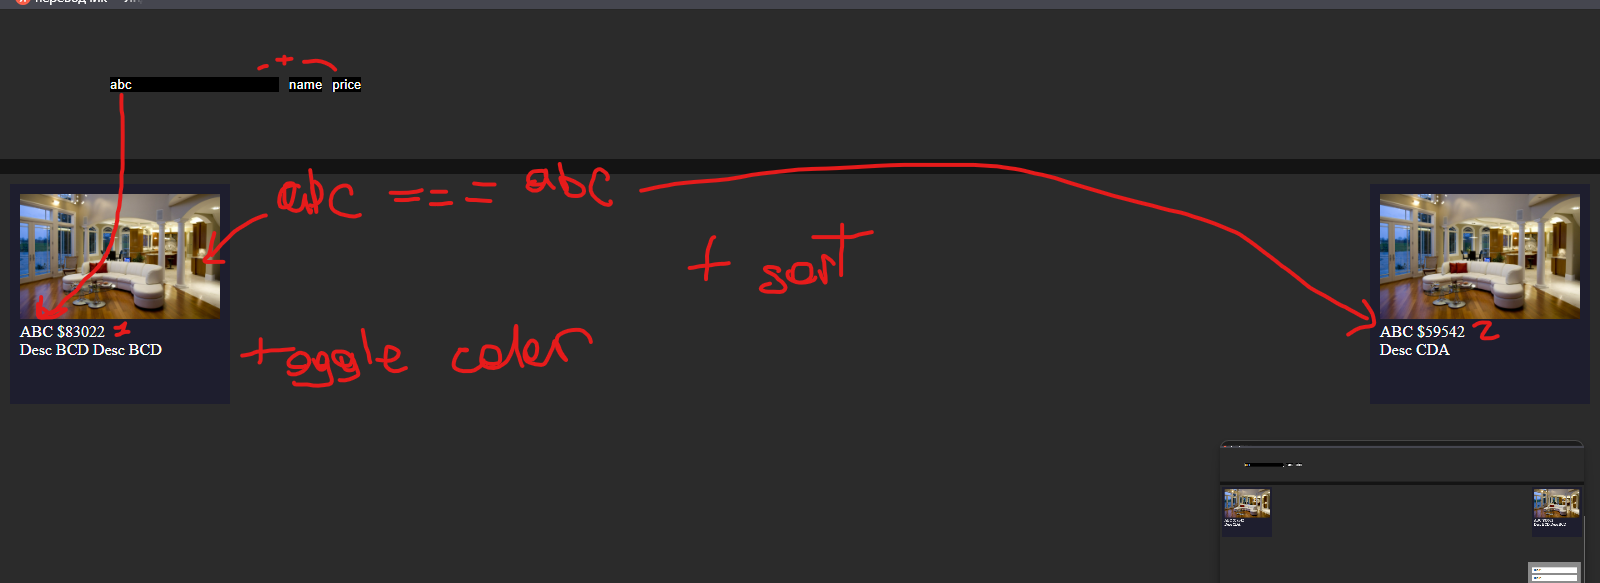 переводчик
abc name price
+
abc === abc
+ sort
ABC $83022 1
Desc BCD Desc BCD
ABC $59542 2
Desc CDA
toggle color